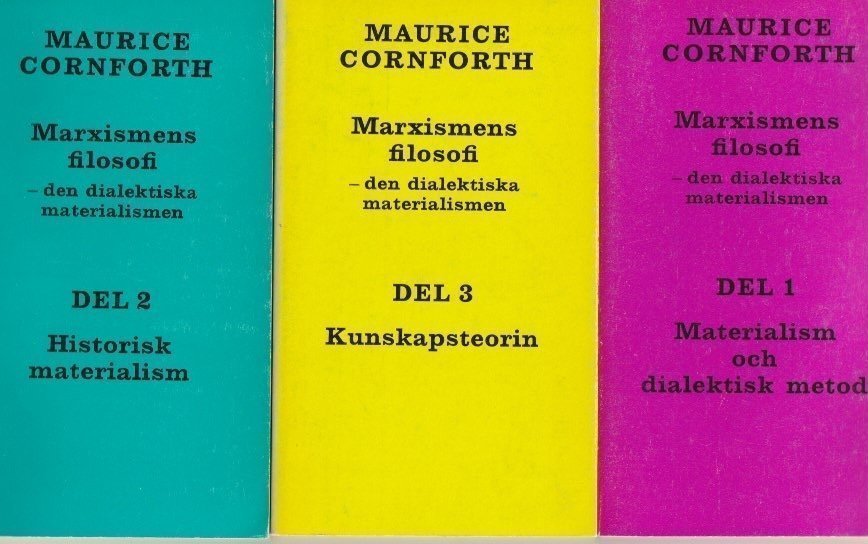 MAURICE
CORNFORTH
Marxismens
filosofi
– den dialektiska
materialismen
DEL 2
Historisk
materialism
MAURICE
CORNFORTH
Marxismens
filosofi
– den dialektiska
materialismen
DEL 3
Kunskapsteorin
MAURICE
CORNFORTH
Marxismens
filosofi
– den dialektiska
materialismen
DEL 1
Materialism
och
dialektisk metod